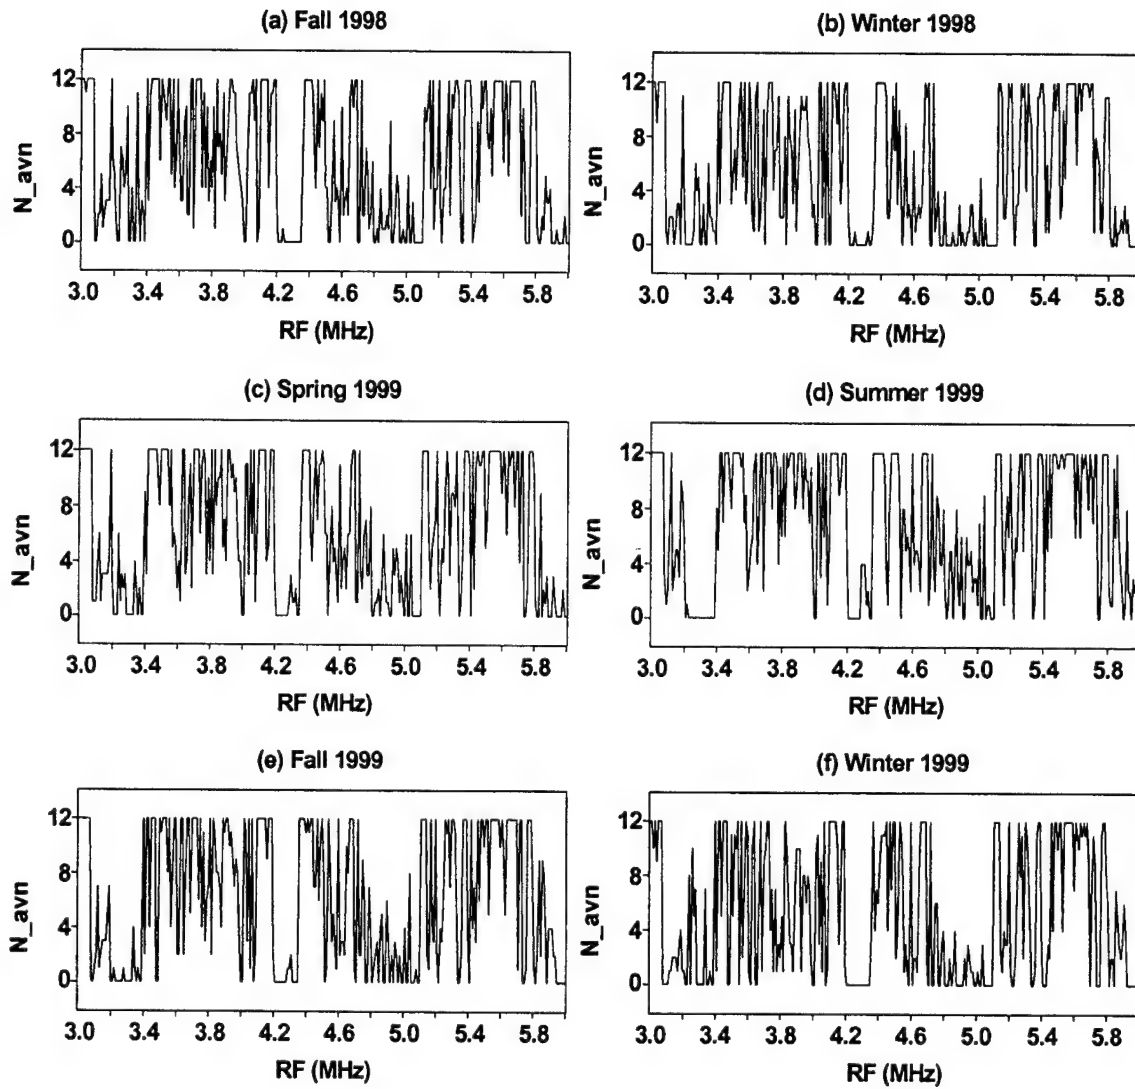 (a) Fall 1998
N_avn
12
8
4
0
3.0 3.4 3.8 4.2 4.6 5.0 5.4 5.8
RF (MHz)
(b) Winter 1998
N_avn
12
8
4
0
3.0 3.4 3.8 4.2 4.6 5.0 5.4 5.8
RF (MHz)
(c) Spring 1999
N_avn
12
8
4
0
3.0 3.4 3.8 4.2 4.6 5.0 5.4 5.8
RF (MHz)
(d) Summer 1999
N_avn
12
8
4
0
3.0 3.4 3.8 4.2 4.6 5.0 5.4 5.8
RF (MHz)
(e) Fall 1999
N_avn
12
8
4
0
3.0 3.4 3.8 4.2 4.6 5.0 5.4 5.8
RF (MHz)
(f) Winter 1999
N_avn
12
8
4
0
3.0 3.4 3.8 4.2 4.6 5.0 5.4 5.8
RF (MHz)